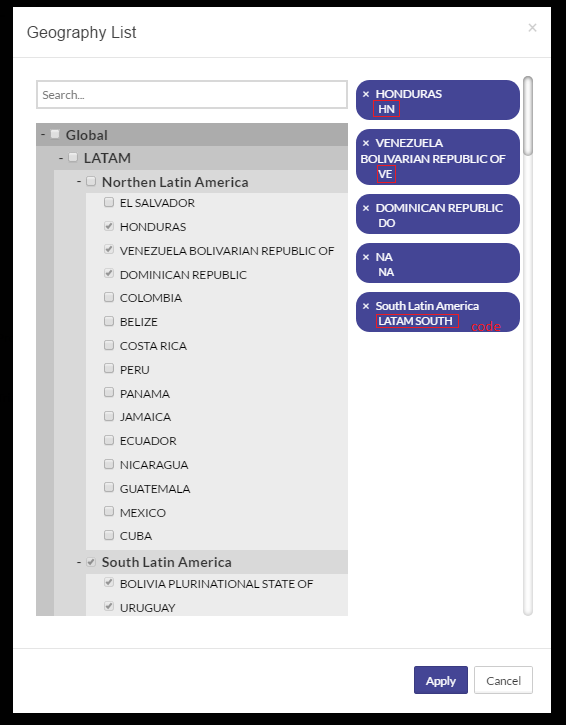 Geography List
×
Search...
- Global
- LATAM
- Northen Latin America
EL SALVADOR
HONDURAS
VENEZUELA BOLIVARIAN REPUBLIC OF
DOMINICAN REPUBLIC
COLOMBIA
BELIZE
COSTA RICA
PERU
PANAMA
JAMAICA
ECUADOR
NICARAGUA
GUATEMALA
MEXICO
CUBA
- South Latin America
BOLIVIA PLURINATIONAL STATE OF
URUGUAY
× HONDURAS
HN
× VENEZUELA
BOLIVARIAN REPUBLIC OF
VE
× DOMINICAN REPUBLIC
DO
× NA
NA
× South Latin America
LATAM SOUTH
code
Apply
Cancel